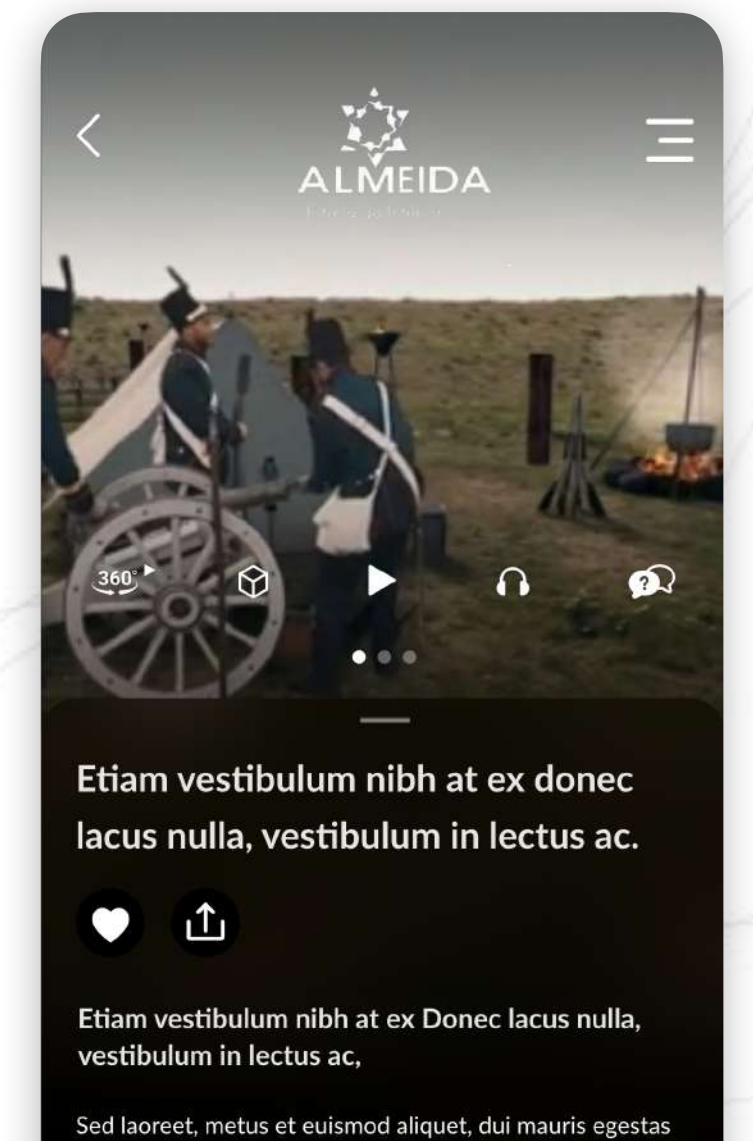 ALMEIDA
360°
?
Etiam vestibulum nibh at ex donec
lacus nulla, vestibulum in lectus ac.
Etiam vestibulum nibh at ex Donec lacus nulla,
vestibulum in lectus ac,
Sed laoreet, metus et euismod aliquet, dui mauris egestas